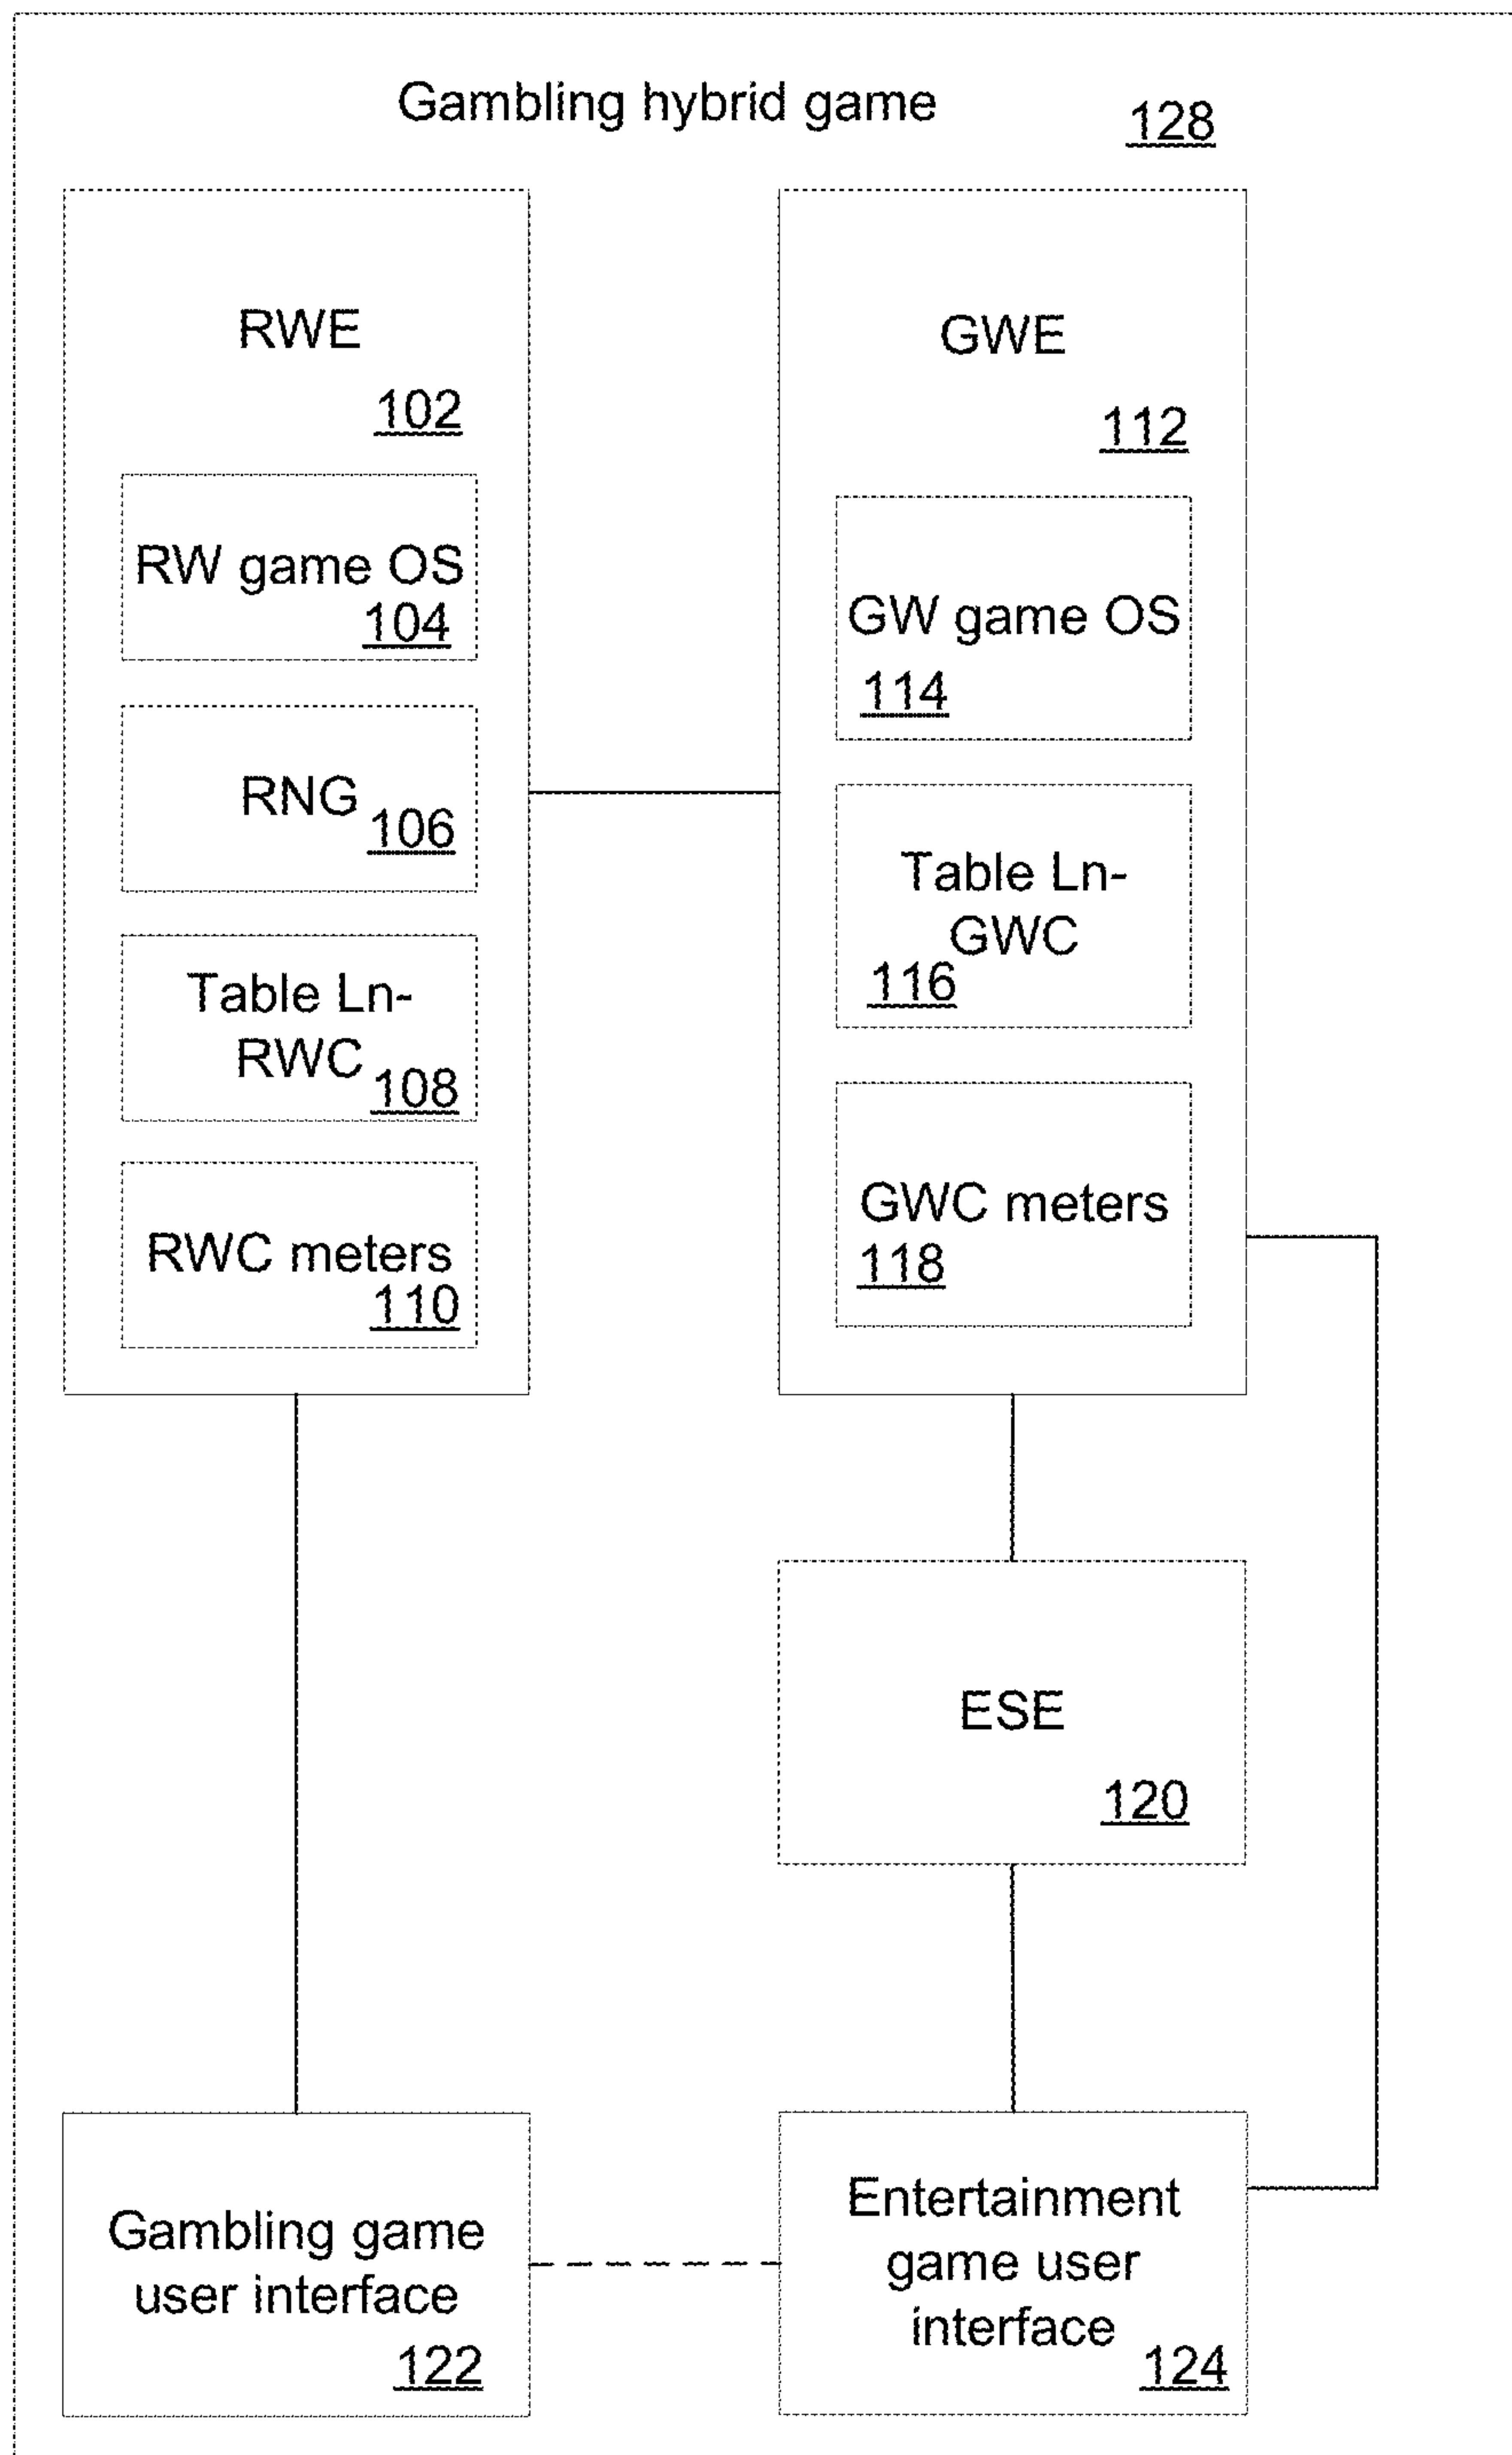 Gambling hybrid game
128
RWE
102
RW game OS
104
RNG
106
Table Ln-
RWC
108
RWC meters
110
GWE
112
GW game OS
114
Table Ln-
GWC
116
GWC meters
118
ESE
120
Gambling game
user interface
122
Entertainment
game user
interface
124